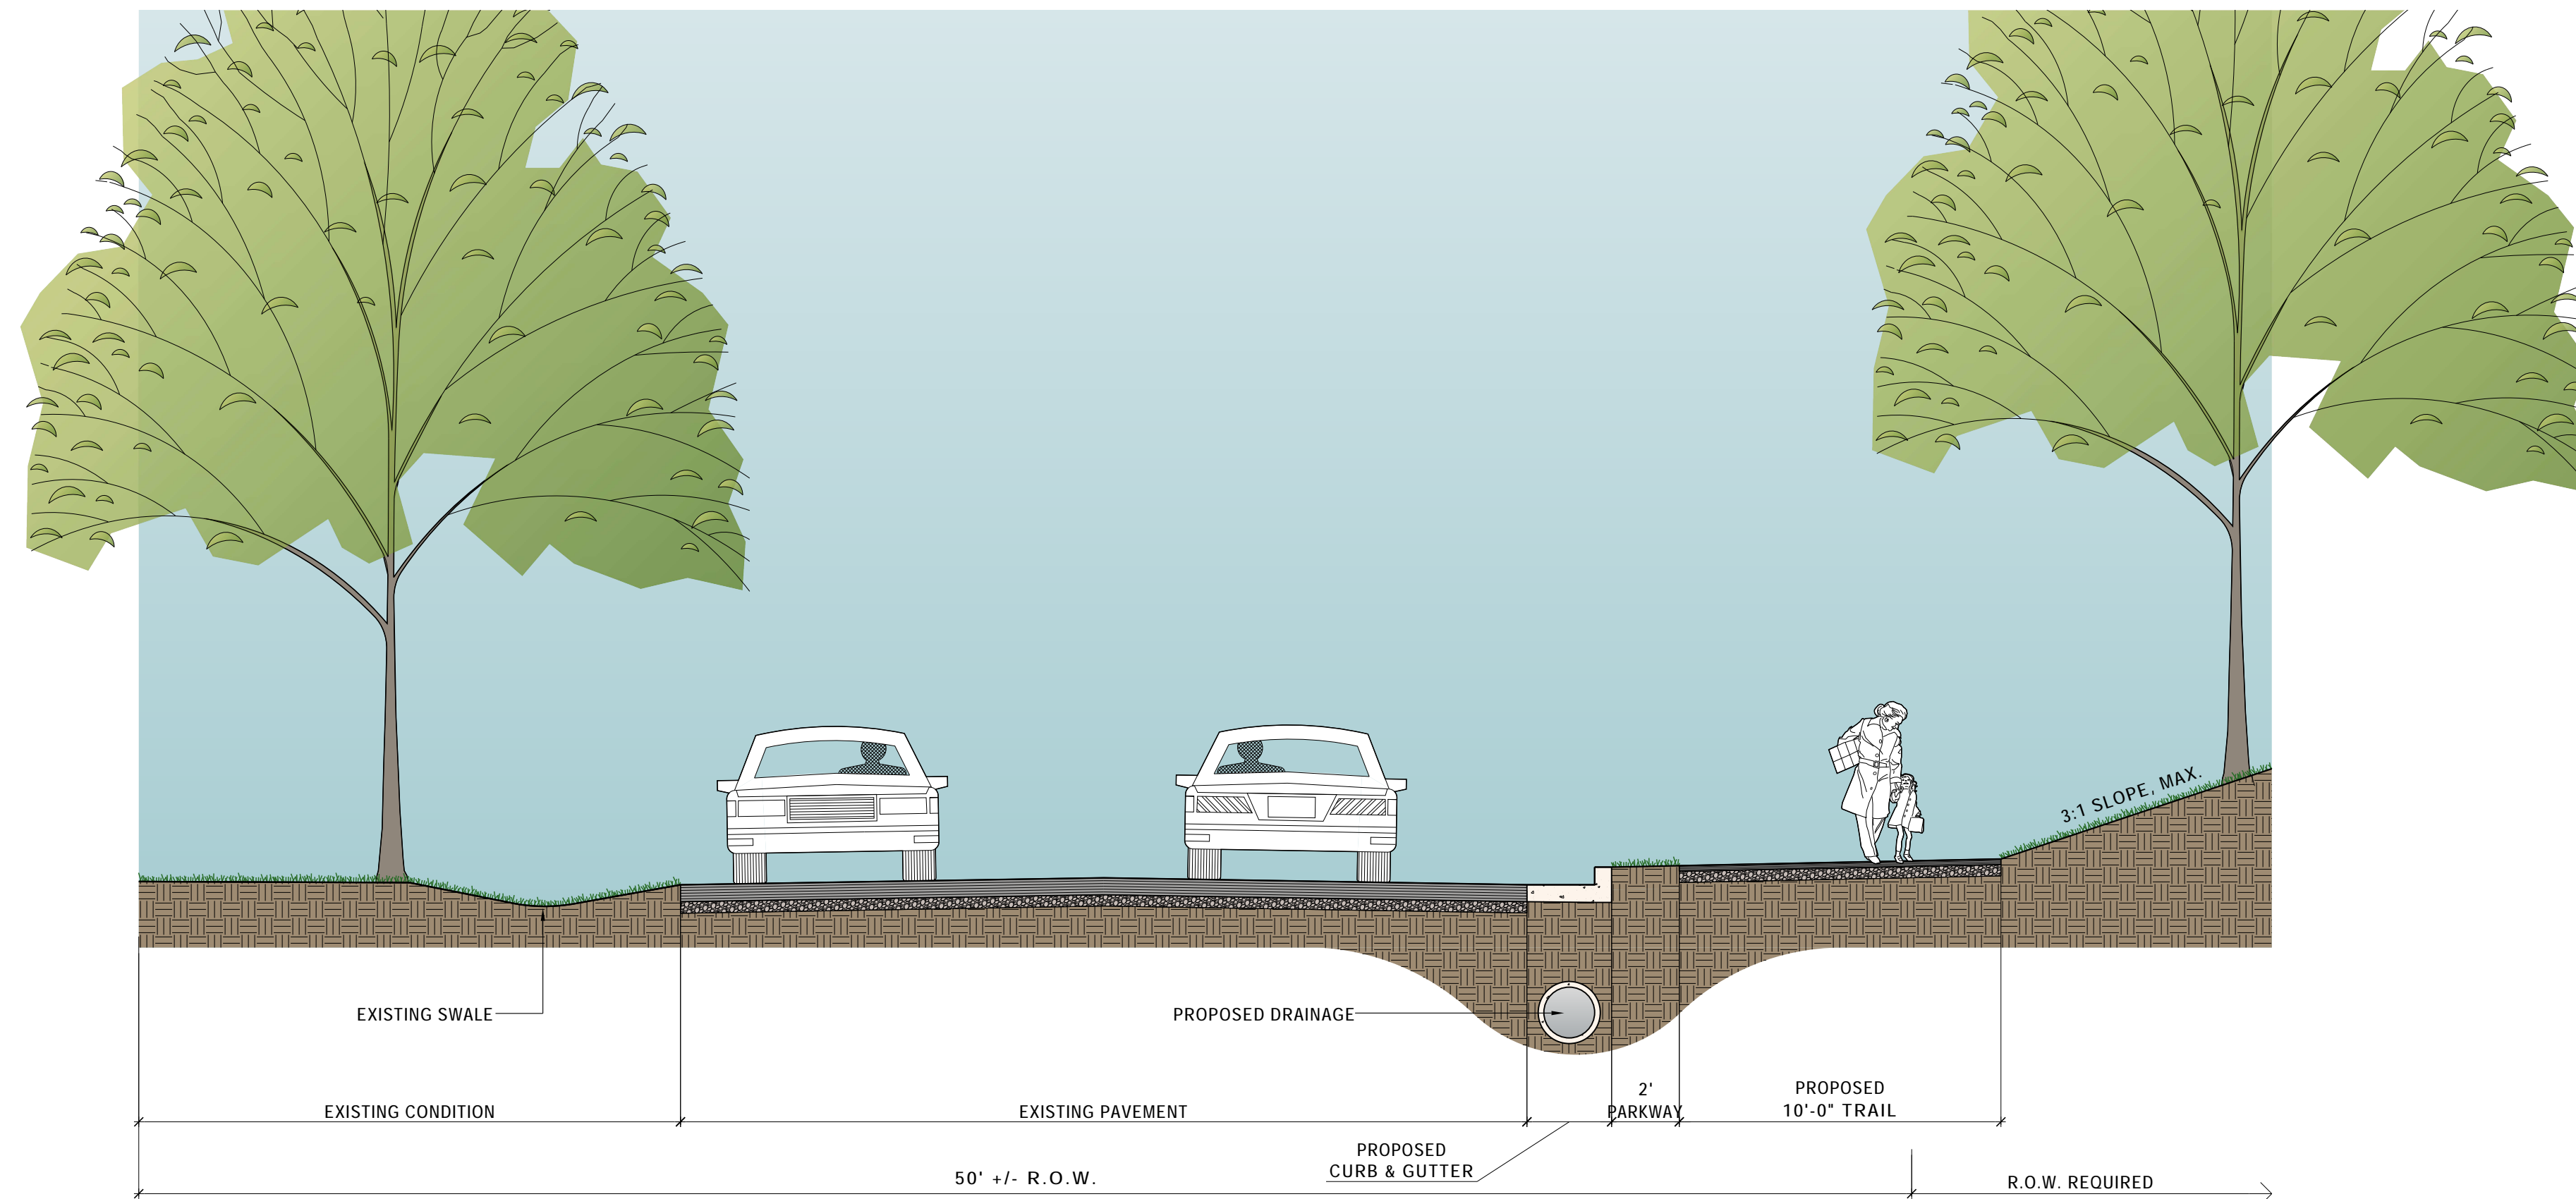 3:1 SLOPE, MAX.
EXISTING SWALE
PROPOSED DRAINAGE
EXISTING CONDITION
EXISTING PAVEMENT
2'
PARKWAY
PROPOSED
10'-0" TRAIL
PROPOSED
CURB & GUTTER
50' +/- R.O.W.
R.O.W. REQUIRED